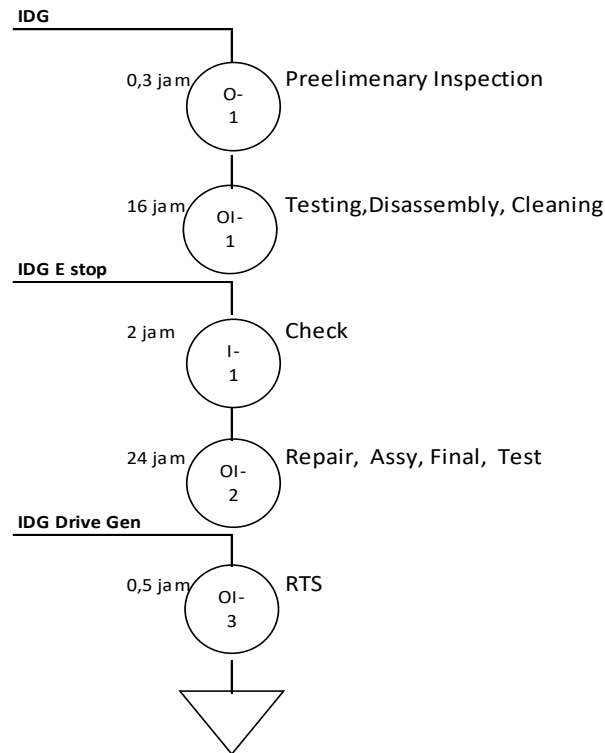 IDG
0,3 jam
O-
1
Preelimenary Inspection
16 jam
OI-
1
Testing,Disassembly, Cleaning
IDG E stop
2 jam
I-
1
Check
24 jam
OI-
2
Repair, Assy, Final, Test
IDG Drive Gen
0,5 jam
OI-
3
RTS